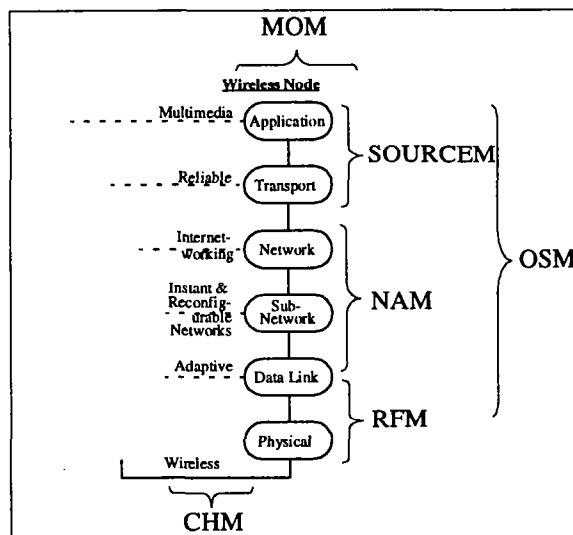 MOM
Wireless Node
Multimedia
Application
SOURCEM
Reliable
Transport
Internet-
working
Network
OSM
NAM
Instant &
Reconfig-
urable
Networks
Sub-
Network
Adaptive
Data Link
RFM
Physical
Wireless
CHM